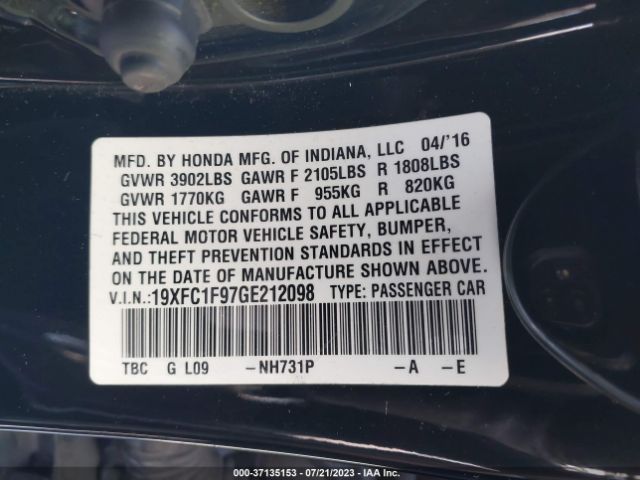 MFD. BY HONDA MFG. OF INDIANA, LLC 04/'16
GVWR 3902LBS GAWR F 2105LBS R 1808LBS
GVWR 1770KG GAWR F 955KG R 820KG
THIS VEHICLE CONFORMS TO ALL APPLICABLE
FEDERAL MOTOR VEHICLE SAFETY, BUMPER,
AND THEFT PREVENTION STANDARDS IN EFFECT
ON THE DATE OF MANUFACTURE SHOWN ABOVE.
V.I.N.:19XFC1F97GE212098 TYPE: PASSENGER CAR
TBC G L09 –NH731P –A –E
000-37135153 — 07/21/2023 — IAA Inc.